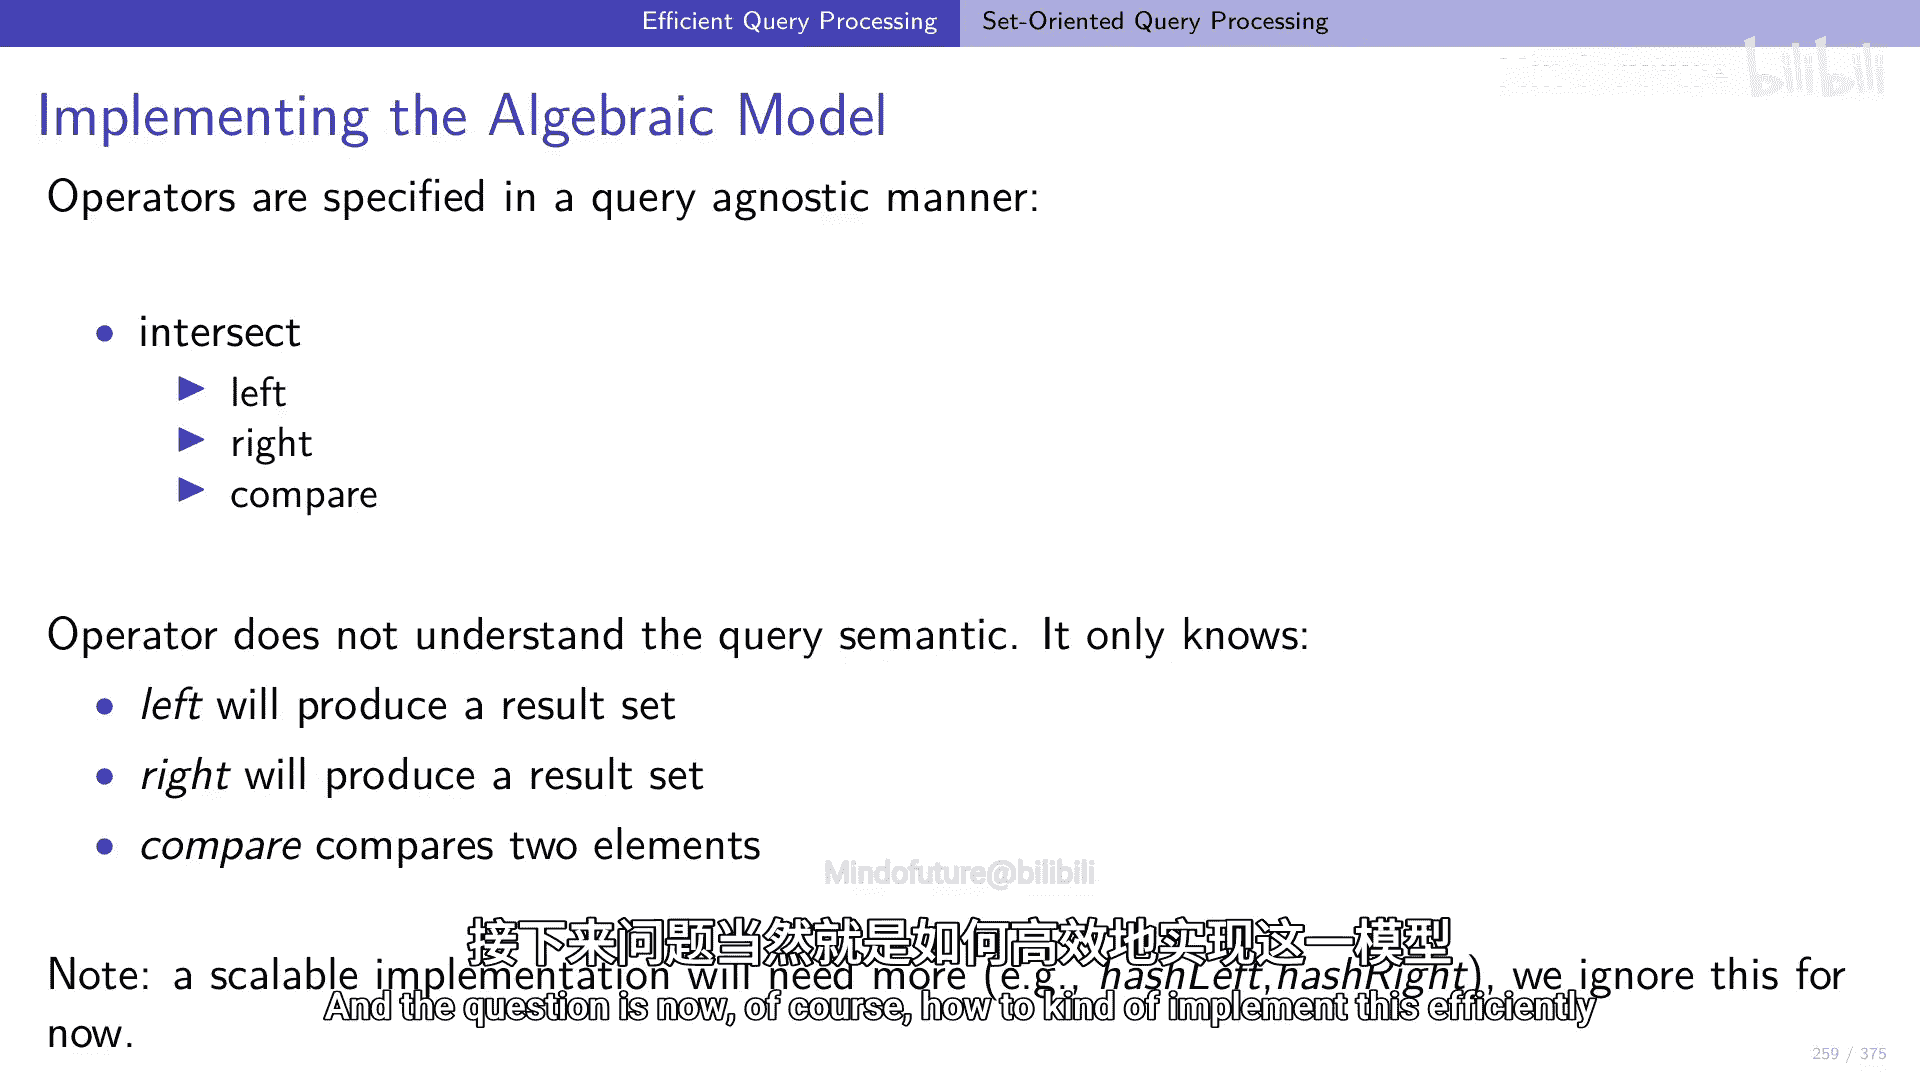 Efficient Query Processing
Set-Oriented Query Processing
bilibili
Implementing the Algebraic Model
Operators are specified in a query agnostic manner:
• intersect
▶ left
▶ right
▶ compare
Operator does not understand the query semantic. It only knows:
• left will produce a result set
• right will produce a result set
• compare compares two elements
Mindofuture@bilibili
接下来问题当然就是如何高效地实现这一模型
Note: a scalable implementation will need more (e.g., hashLeft,hashRight), we ignore this for
And the question is now, of course, how to kind of implement this efficiently
now.
259 / 375